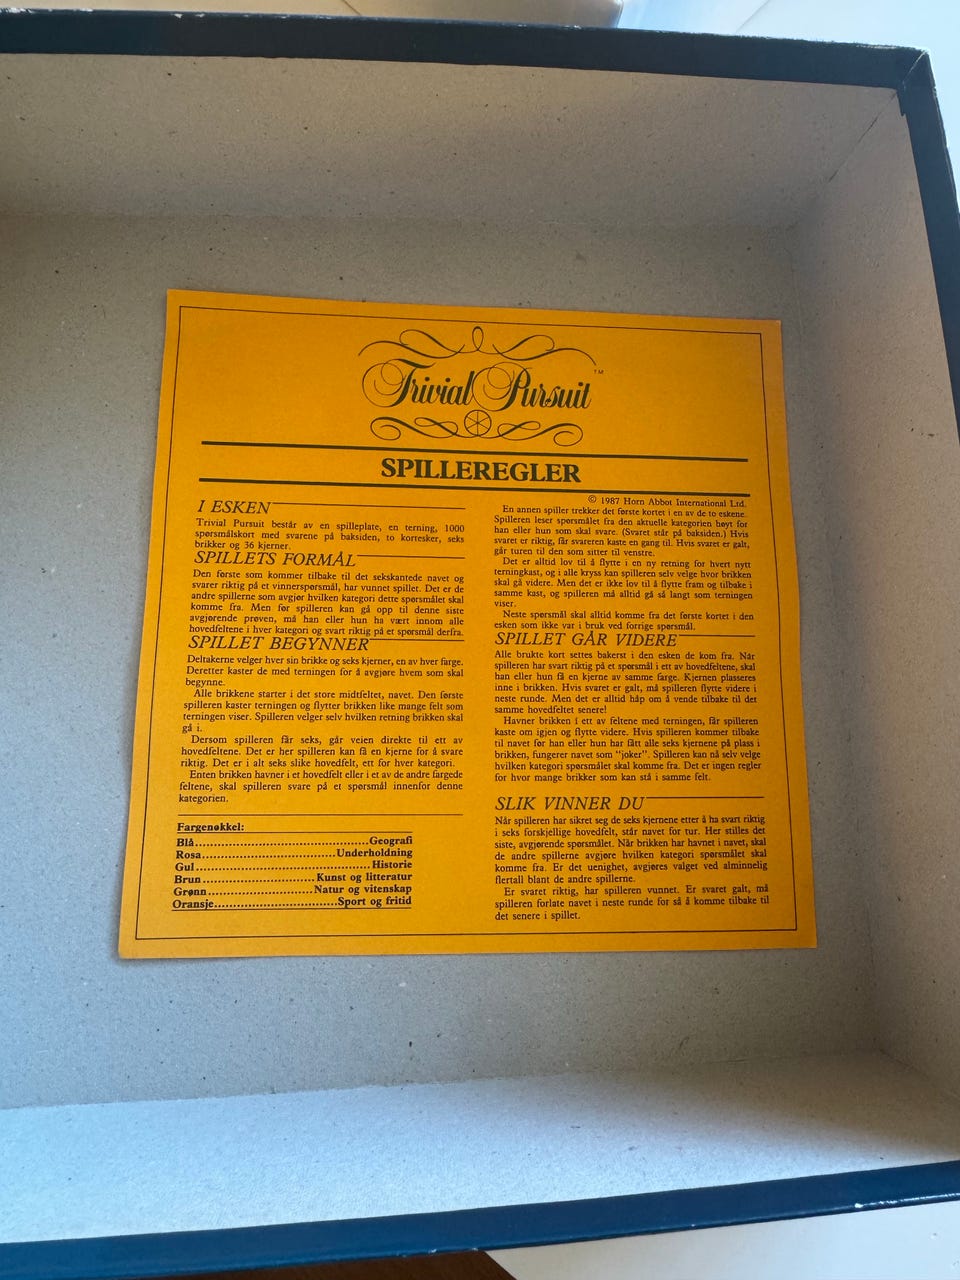 Trivial Pursuit ™
SPILLEREGLER
I ESKEN
Trivial Pursuit består av en spilleplate, en terning, 1000
spørsmålskort med svarene på baksiden, to kortesker, seks
brikker og 36 kjerner.
SPILLETS FORMÅL
Den første som kommer tilbake til det sekskantede navet og
svarer riktig på et vinnerspørsmål, har vunnet spillet. Det er de
andre spillerne som avgjør hvilken kategori dette spørsmålet skal
komme fra. Men før spilleren kan gå opp til denne siste
avgjørende prøven, må han eller hun ha vært innom alle
hovedfeltene i hver kategori og svart riktig på et spørsmål derfra.
SPILLET BEGYNNER
Deltakerne velger hver sin brikke og seks kjerner, en av hver farge.
Deretter kaster de med terningen for å avgjøre hvem som skal
begynne.
Alle brikkene starter i det store midtfeltet, navet. Den første
spilleren kaster terningen og flytter brikken like mange felt som
terningen viser. Spilleren velger selv hvilken retning brikken skal
gå i.
Dersom spilleren får seks, går veien direkte til ett av
hovedfeltene. Det er her spilleren kan få en kjerne for å svare
riktig. Det er i alt seks slike hovedfelt, ett for hver kategori.
Enten brikken havner i et hovedfelt eller i et av de andre fargede
feltene, skal spilleren svare på et spørsmål innenfor denne
kategorien.
Fargenøkkel:
Blå..............................Geografi
Rosa........................Underholdning
Gul...............................Historie
Brun....................Kunst og litteratur
Grønn...................Natur og vitenskap
Oransje......................Sport og fritid
© 1987 Horn Abbot International Ltd.
En annen spiller trekker det første kortet i en av de to eskene.
Spilleren leser spørsmålet fra den aktuelle kategorien høyt for
han eller hun som skal svare. (Svaret står på baksiden.) Hvis
svaret er riktig, får svareren kaste en gang til. Hvis svaret er galt,
går turen til den som sitter til venstre.
Det er alltid lov til å flytte i en ny retning for hvert nytt
terningkast, og i alle kryss kan spilleren selv velge hvor brikken
skal gå videre. Men det er ikke lov til å flytte fram og tilbake i
samme kast, og spilleren må alltid gå så langt som terningen
viser.
Neste spørsmål skal alltid komme fra det første kortet i den
esken som ikke var i bruk ved forrige spørsmål.
SPILLET GÅR VIDERE
Alle brukte kort settes bakerst i den esken de kom fra. Når
spilleren har svart riktig på et spørsmål i ett av hovedfeltene, skal
han eller hun få en kjerne av samme farge. Kjernen plasseres
inne i brikken. Hvis svaret er galt, må spilleren flytte videre i
neste runde. Men det er alltid håp om å vende tilbake til det
samme hovedfeltet senere!
Havner brikken i ett av feltene med terningen, får spilleren
kaste om igjen og flytte videre. Hvis spilleren kommer tilbake
til navet før han eller hun har fått alle seks kjernene på plass i
brikken, fungerer navet som "joker". Spilleren kan nå selv velge
hvilken kategori spørsmålet skal komme fra. Det er ingen regler
for hvor mange brikker som kan stå i samme felt.
SLIK VINNER DU
Når spilleren har sikret seg de seks kjernene etter å ha svart riktig
i seks forskjellige hovedfelt, står navet for tur. Her stilles det
siste, avgjørende spørsmålet. Når brikken har havnet i navet, skal
de andre spillerne avgjøre hvilken kategori spørsmålet skal
komme fra. Er det uenighet, avgjøres valget ved alminnelig
flertall blant de andre spillerne.
Er svaret riktig, har spilleren vunnet. Er svaret galt, må
spilleren forlate navet i neste runde for så å komme tilbake til
det senere i spillet.